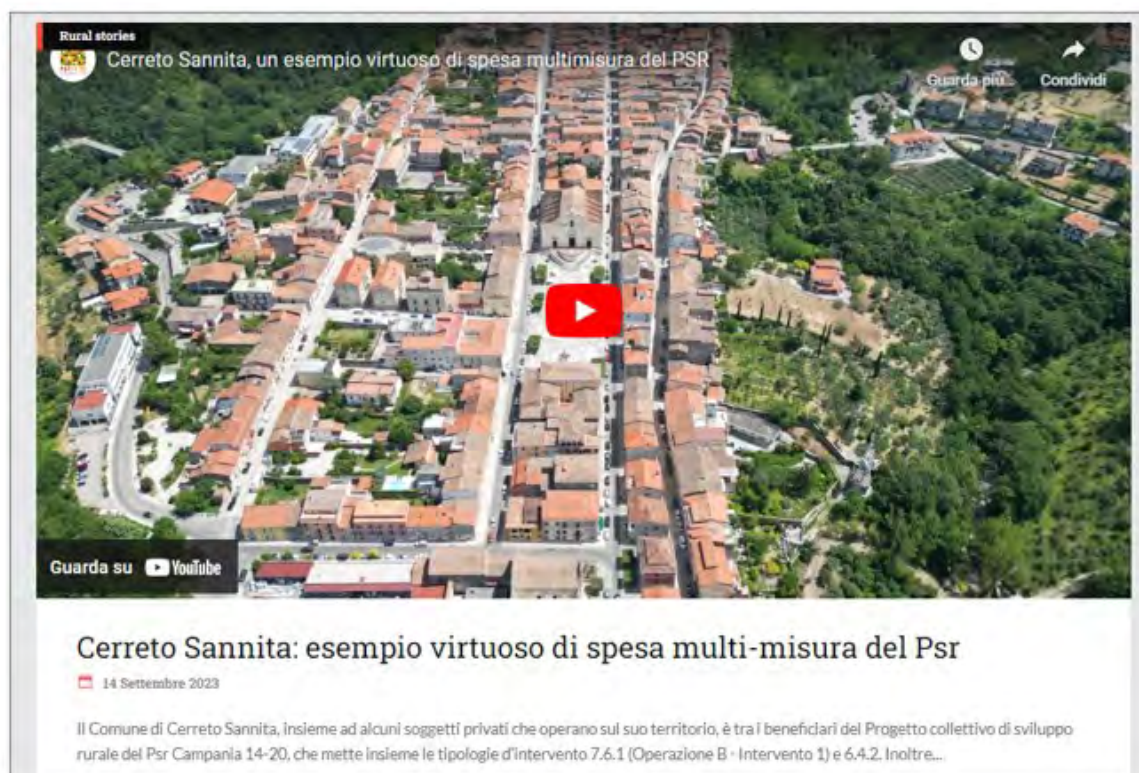 Rural stories
Cerreto Sannita, un esempio virtuoso di spesa multimisura del PSR
Guarda più...
Condividi
Guarda su YouTube
Cerreto Sannita: esempio virtuoso di spesa multi-misura del Psr
14 Settembre 2023
Il Comune di Cerreto Sannita, insieme ad alcuni soggetti privati che operano sul suo territorio, è tra i beneficiari del Progetto collettivo di sviluppo
rurale del Psr Campania 14-20, che mette insieme le tipologie d'intervento 7.6.1 (Operazione B - Intervento 1) e 6.4.2. Inoltre...